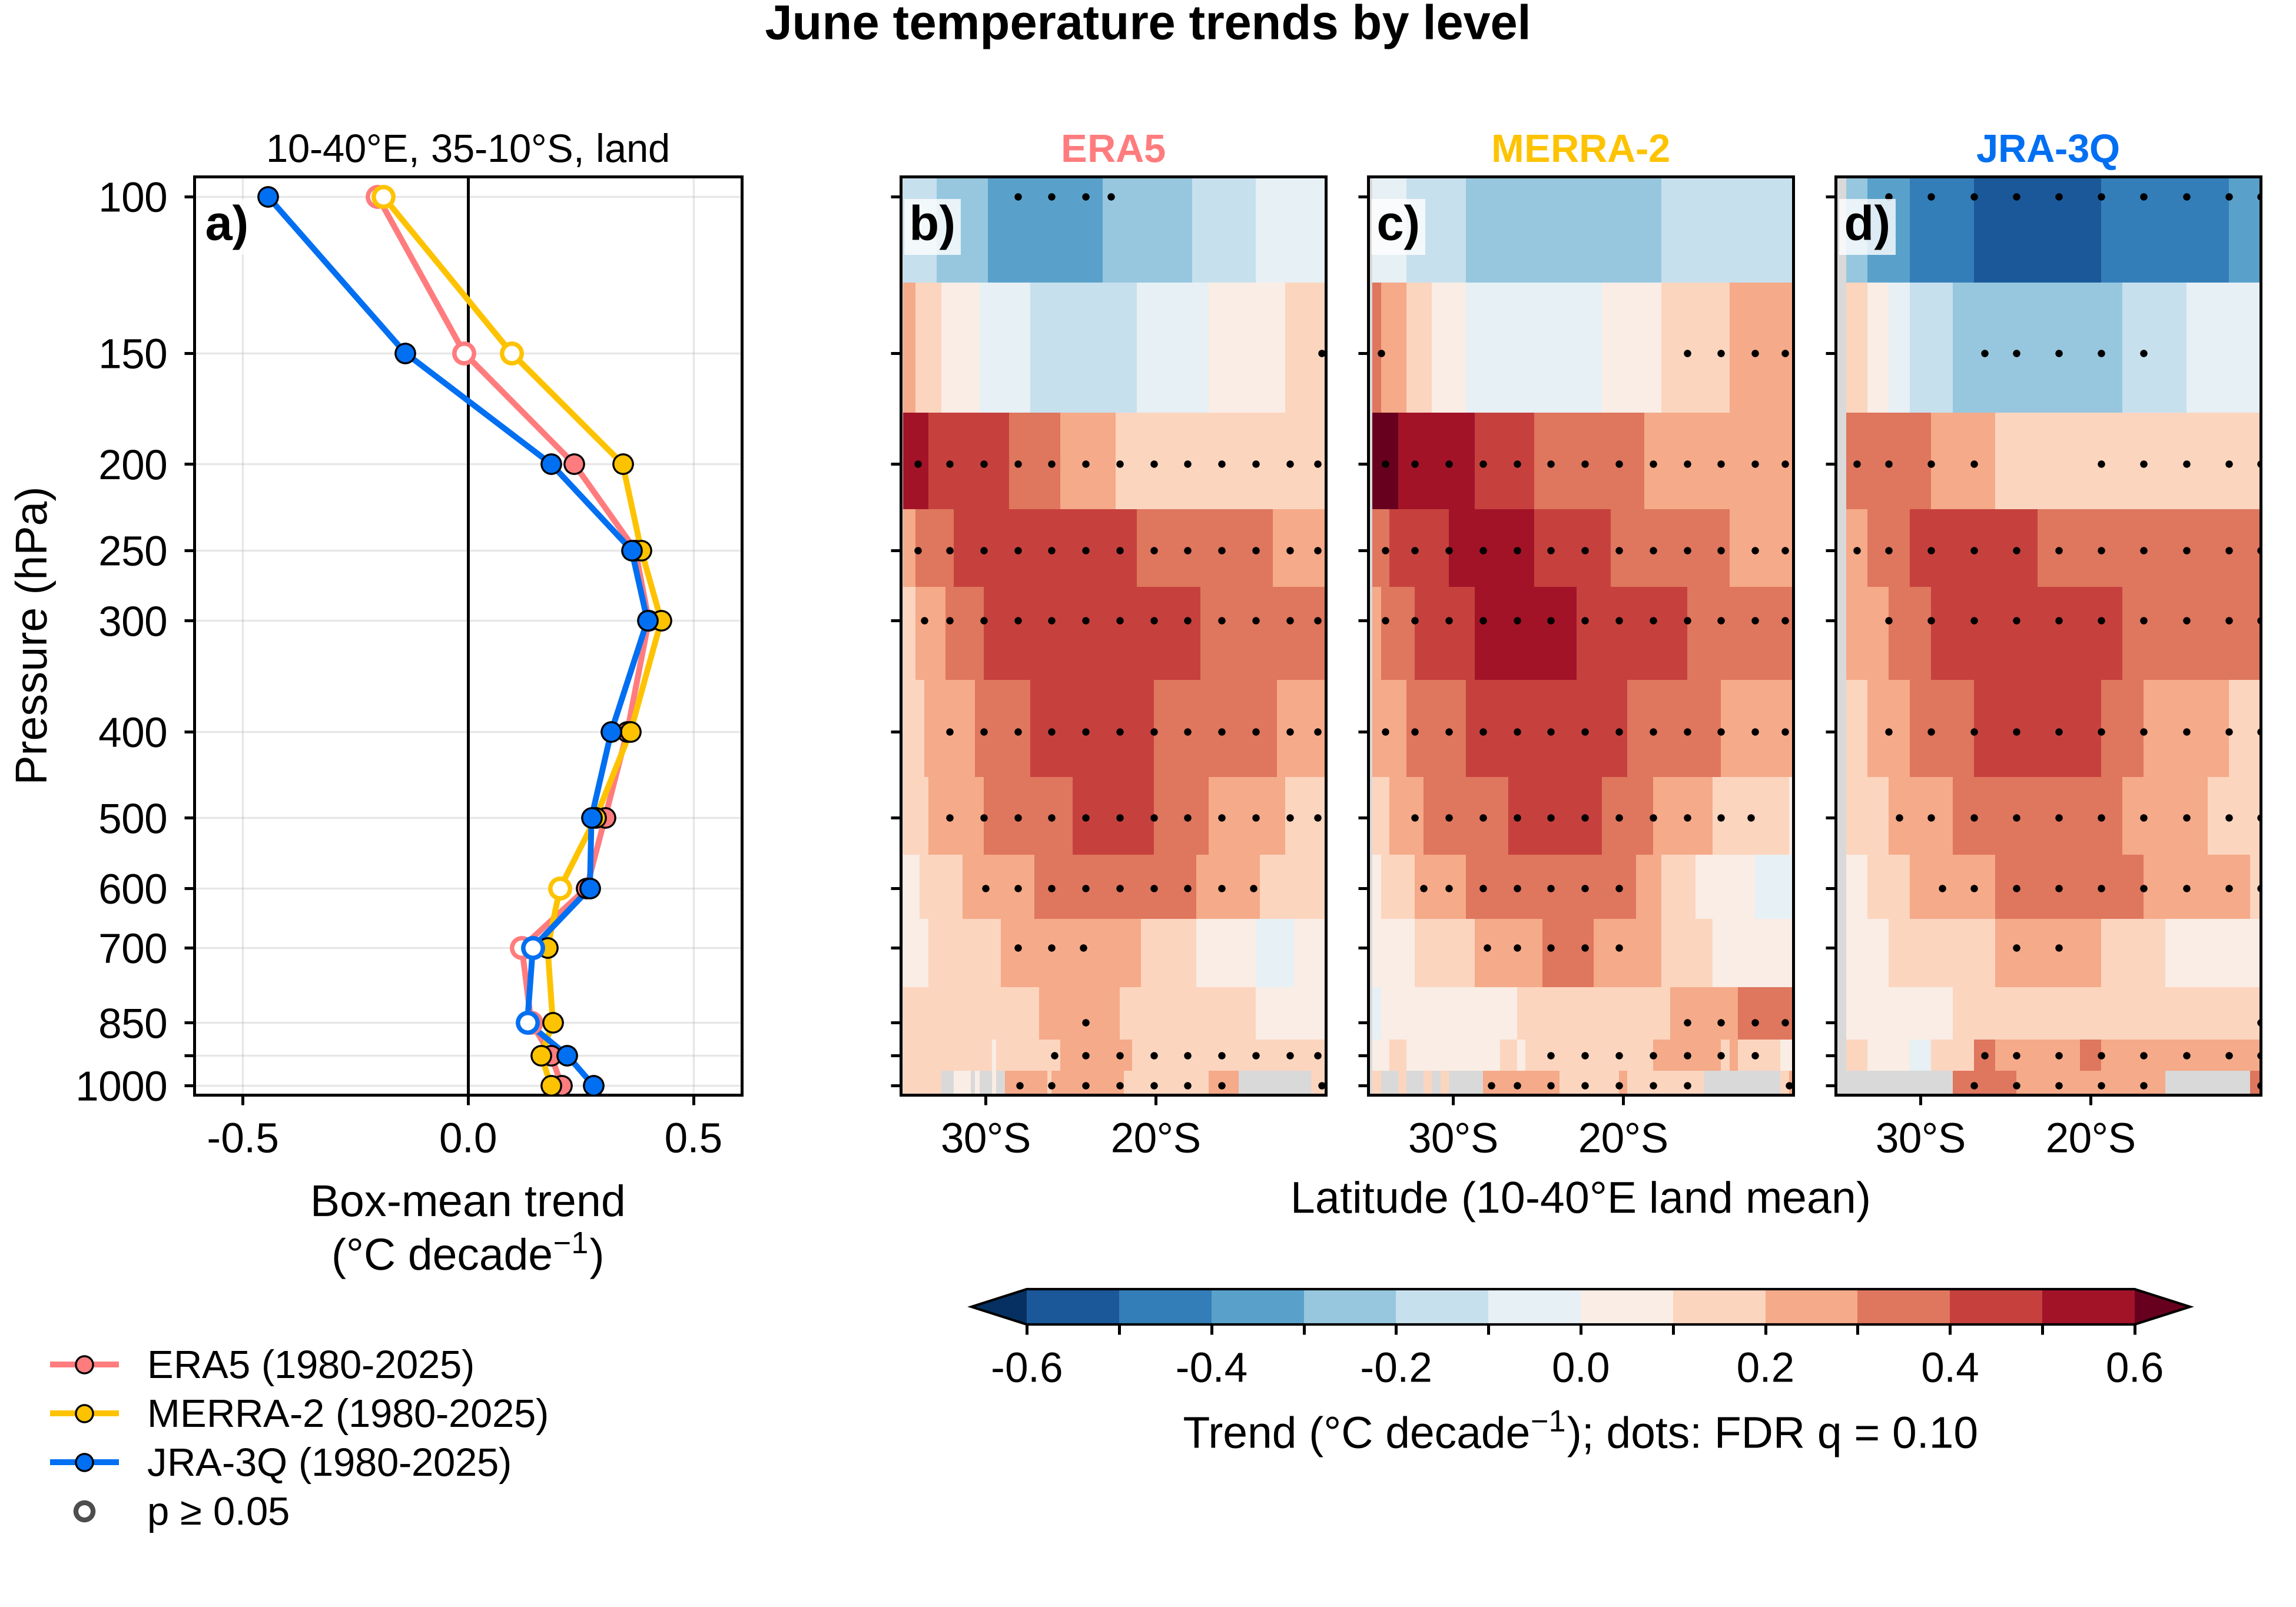 June temperature trends by level
10-40°E, 35-10°S, land
ERA5
MERRA-2
JRA-3Q
a)
b)
c)
d)
Pressure (hPa)
100
150
200
250
300
400
500
600
700
850
1000
-0.5
0.0
0.5
Box-mean trend
(°C decade⁻¹)
30°S
20°S
30°S
20°S
30°S
20°S
Latitude (10-40°E land mean)
-0.6
-0.4
-0.2
0.0
0.2
0.4
0.6
Trend (°C decade⁻¹); dots: FDR q = 0.10
ERA5 (1980-2025)
MERRA-2 (1980-2025)
JRA-3Q (1980-2025)
p ≥ 0.05